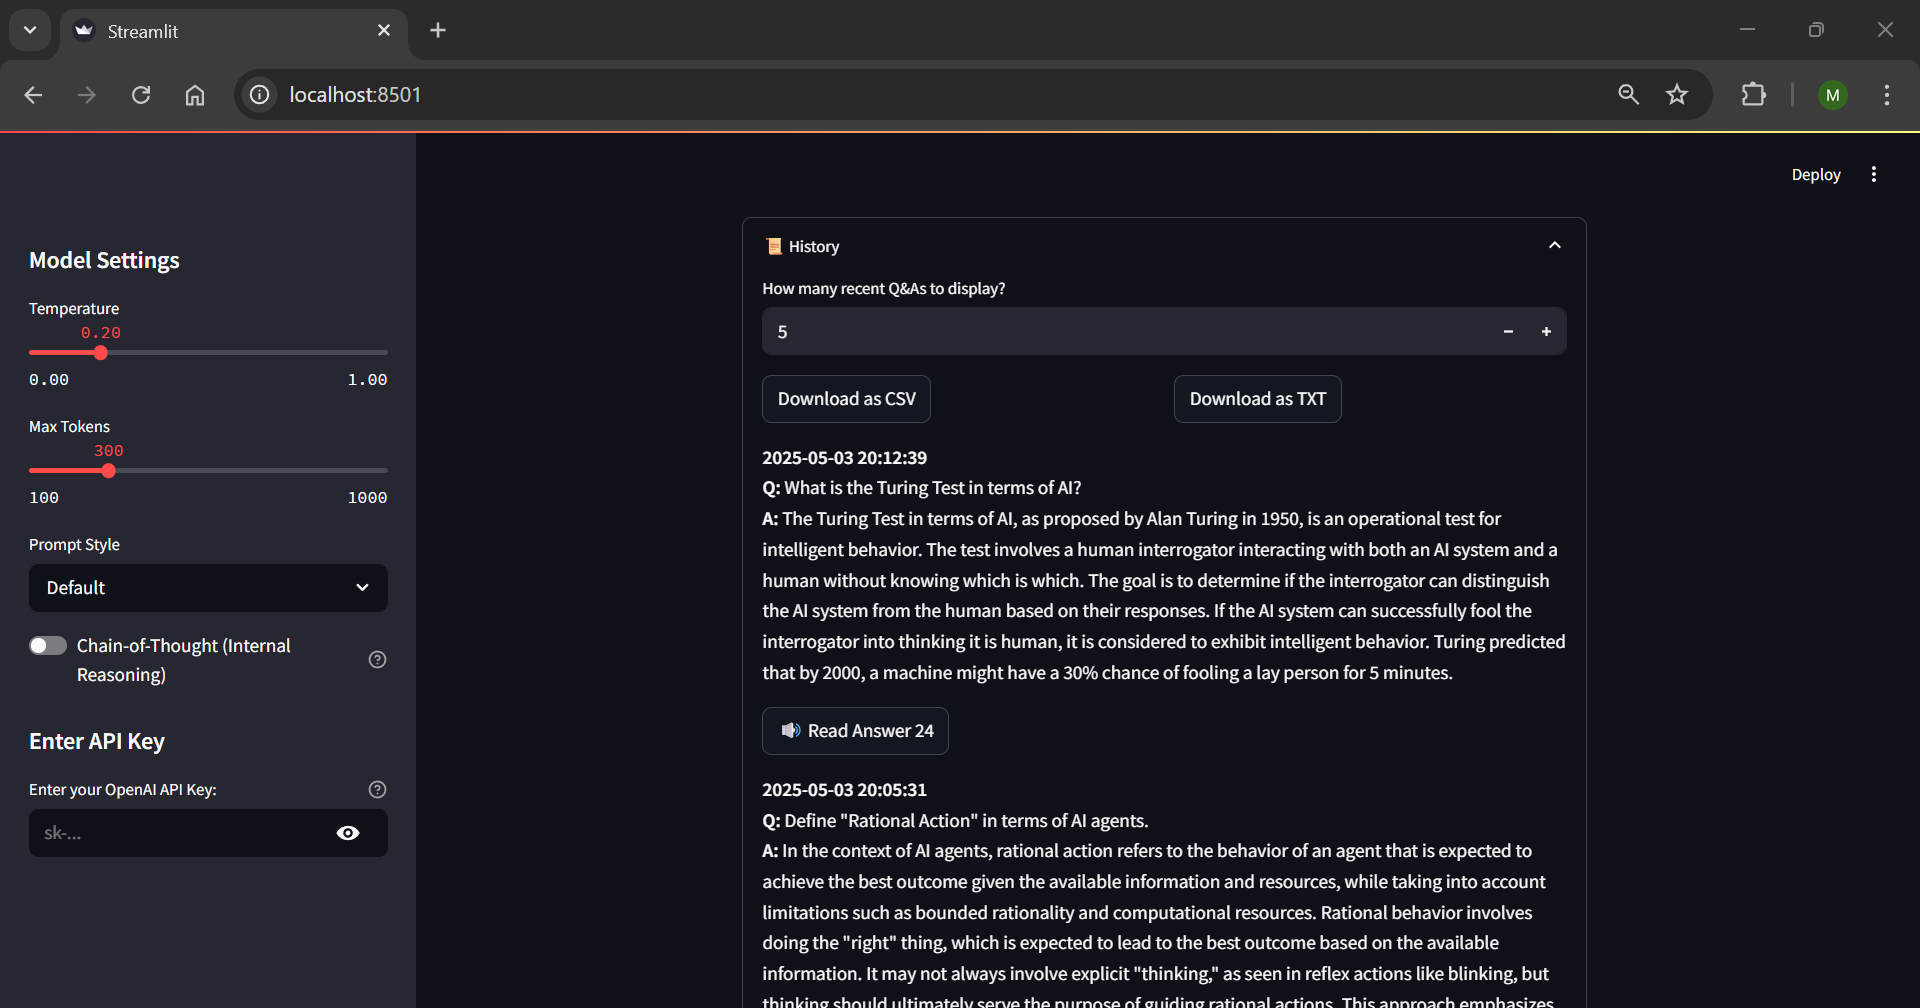 Streamlit
localhost:8501
M
Deploy
Model Settings
Temperature
0.20
0.00 1.00
Max Tokens
300
100 1000
Prompt Style
Default
Chain-of-Thought (Internal
Reasoning)
Enter API Key
Enter your OpenAI API Key:
sk-...
History
How many recent Q&As to display?
5
Download as CSV
Download as TXT
2025-05-03 20:12:39
Q: What is the Turing Test in terms of AI?
A: The Turing Test in terms of AI, as proposed by Alan Turing in 1950, is an operational test for
intelligent behavior. The test involves a human interrogator interacting with both an AI system and a
human without knowing which is which. The goal is to determine if the interrogator can distinguish
the AI system from the human based on their responses. If the AI system can successfully fool the
interrogator into thinking it is human, it is considered to exhibit intelligent behavior. Turing predicted
that by 2000, a machine might have a 30% chance of fooling a lay person for 5 minutes.
Read Answer 24
2025-05-03 20:05:31
Q: Define "Rational Action" in terms of AI agents.
A: In the context of AI agents, rational action refers to the behavior of an agent that is expected to
achieve the best outcome given the available information and resources, while taking into account
limitations such as bounded rationality and computational resources. Rational behavior involves
doing the "right" thing, which is expected to lead to the best outcome based on the available
information. It may not always involve explicit "thinking," as seen in reflex actions like blinking, but
thinking should ultimately serve the purpose of guiding rational actions. This approach emphasizes